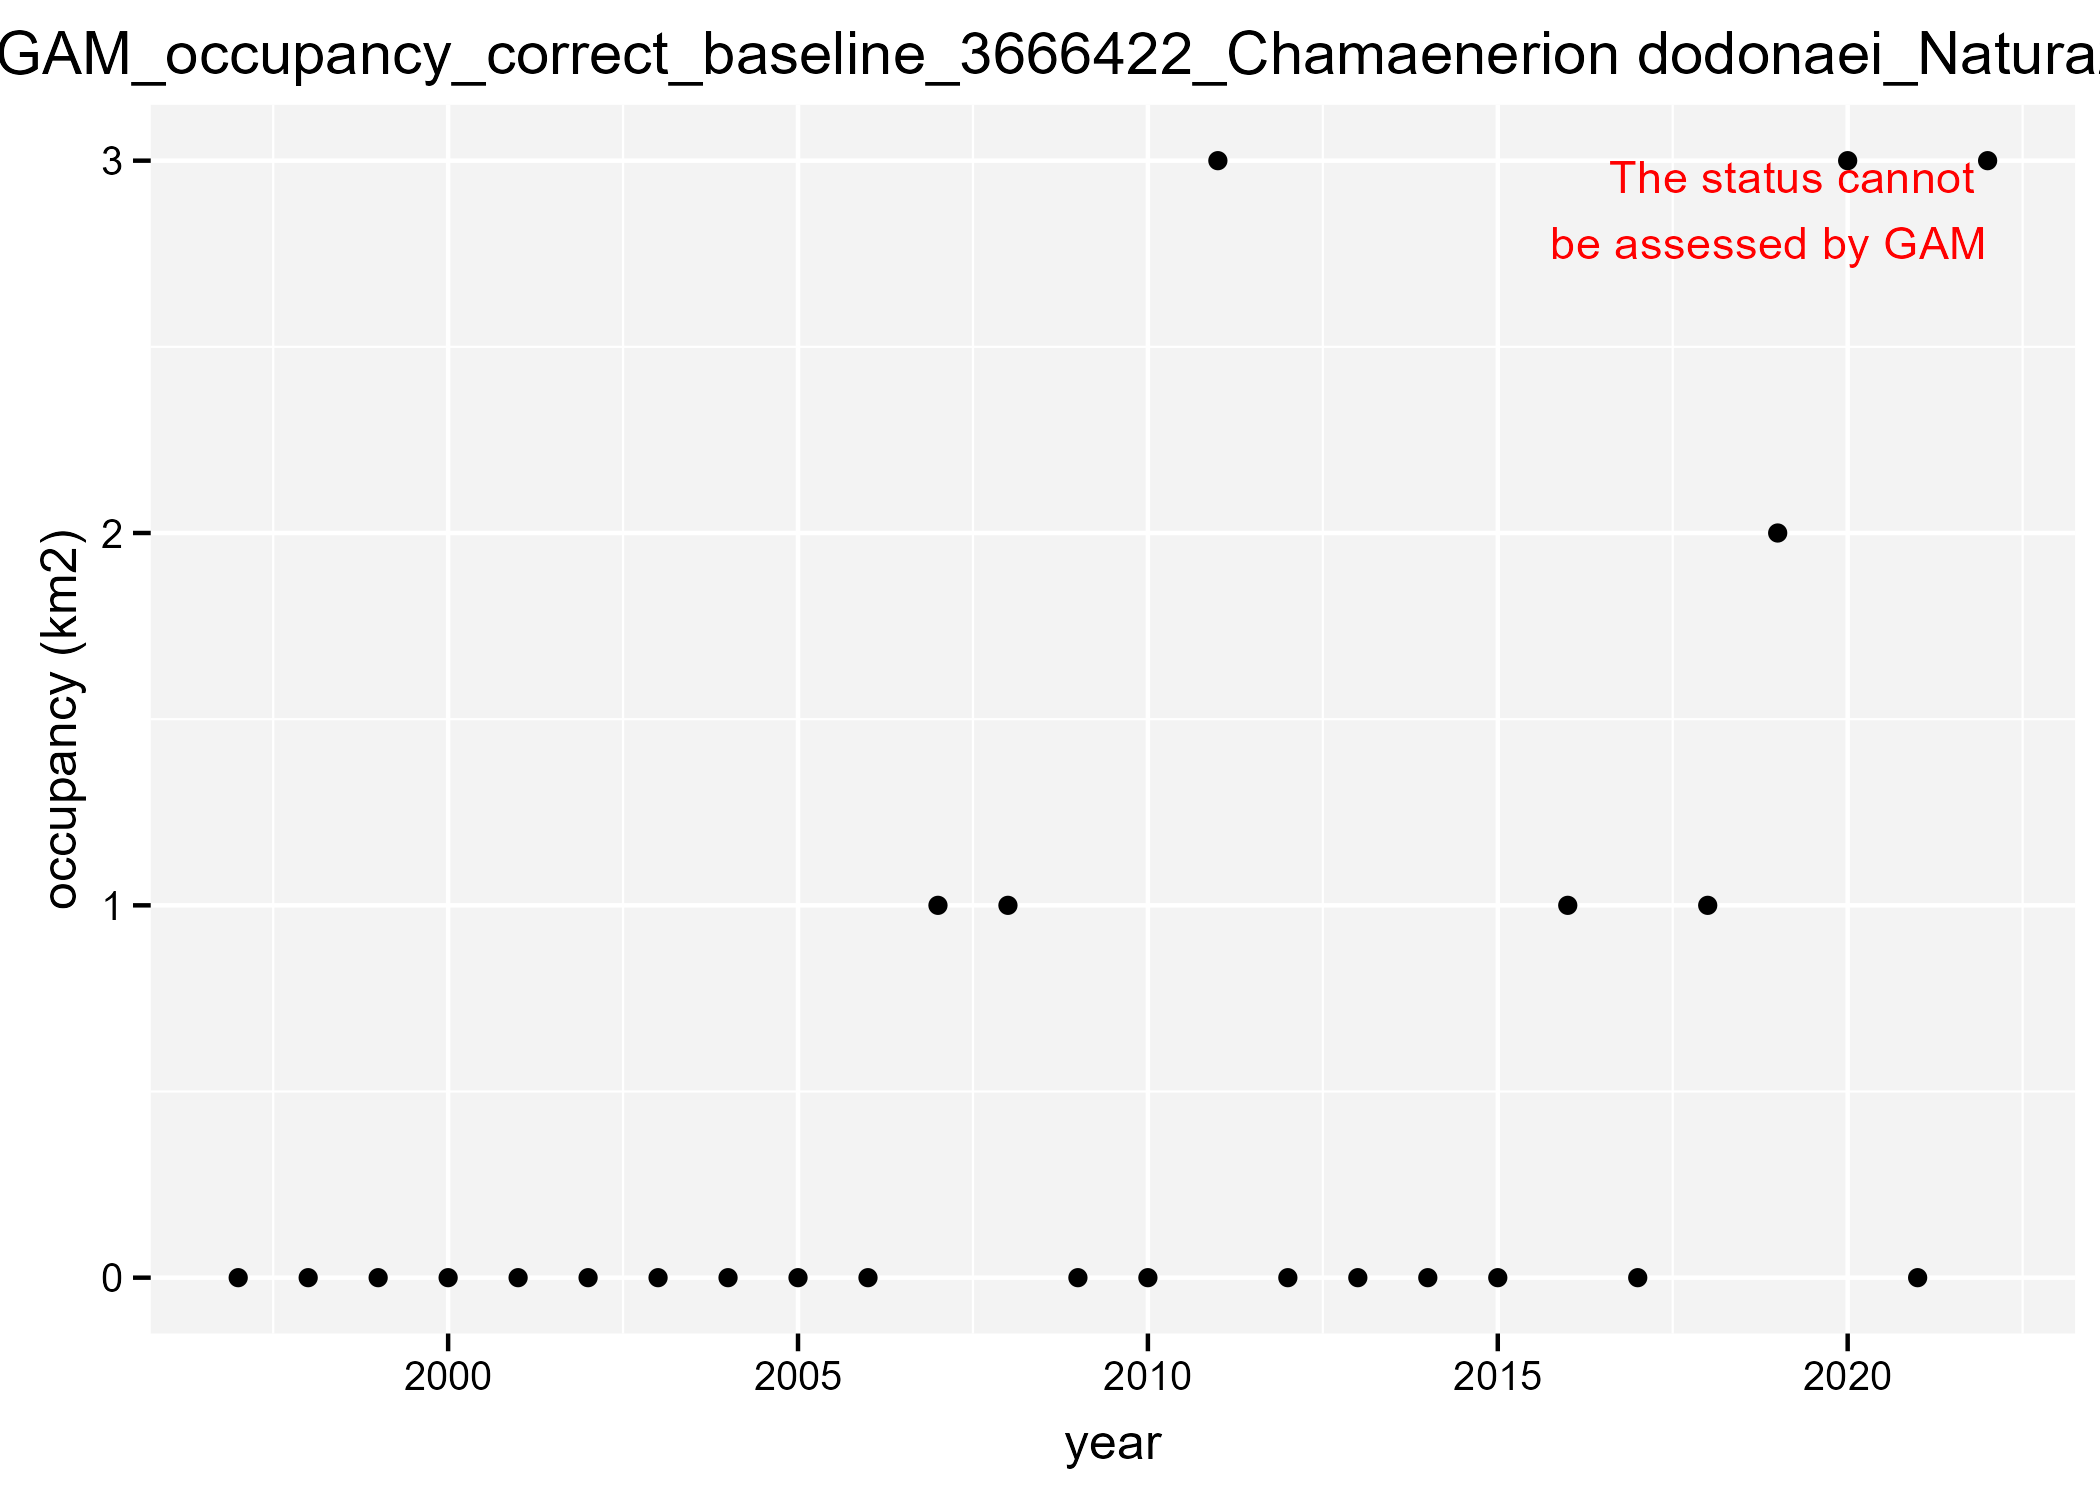 GAM_occupancy_correct_baseline_3666422_Chamaenerion dodonaei_Natura
3
The status cannot
be assessed by GAM
2
occupancy (km2)
1
0
2000 2005 2010 2015 2020
year